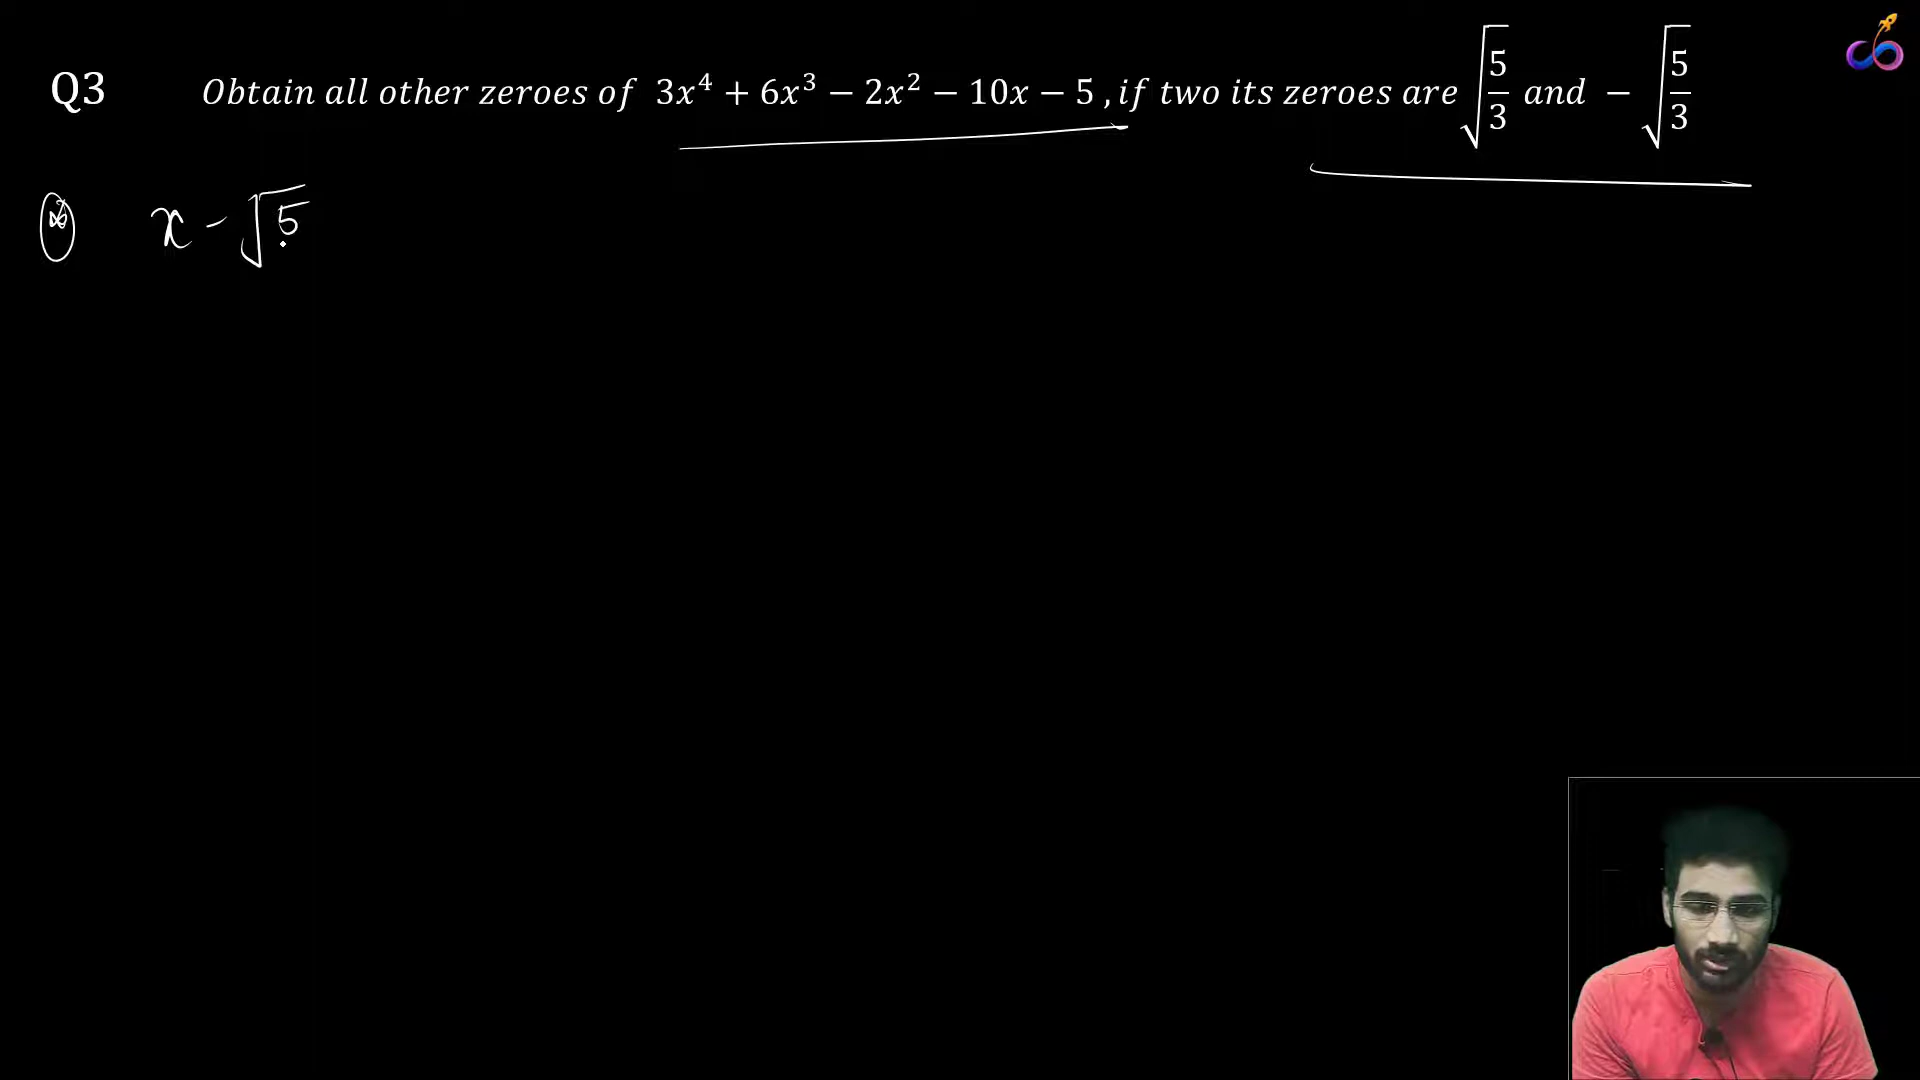 Q3 Obtain all other zeroes of 3x⁴ + 6x³ − 2x² − 10x − 5 , if two its zeroes are √(5/3) and − √(5/3)
x − √5